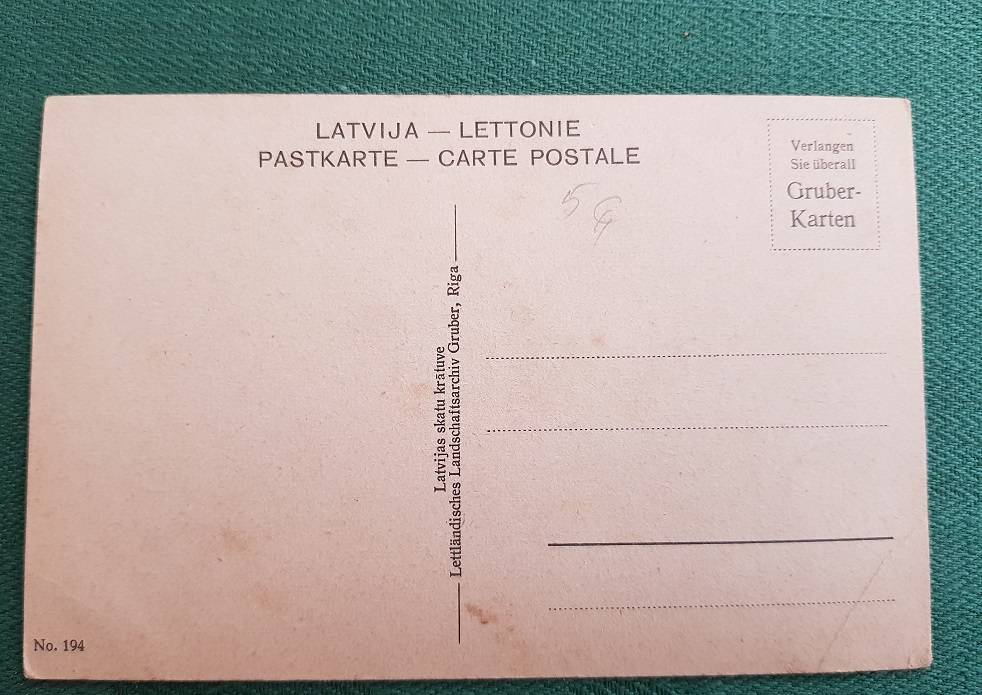 LATVIJA — LETTONIE
PASTKARTE — CARTE POSTALE
Verlangen
Sie überall
Gruber-
Karten
5
Latvijas skatu krātuve
Lettländisches Landschaftsarchiv Gruber, Riga
No. 194